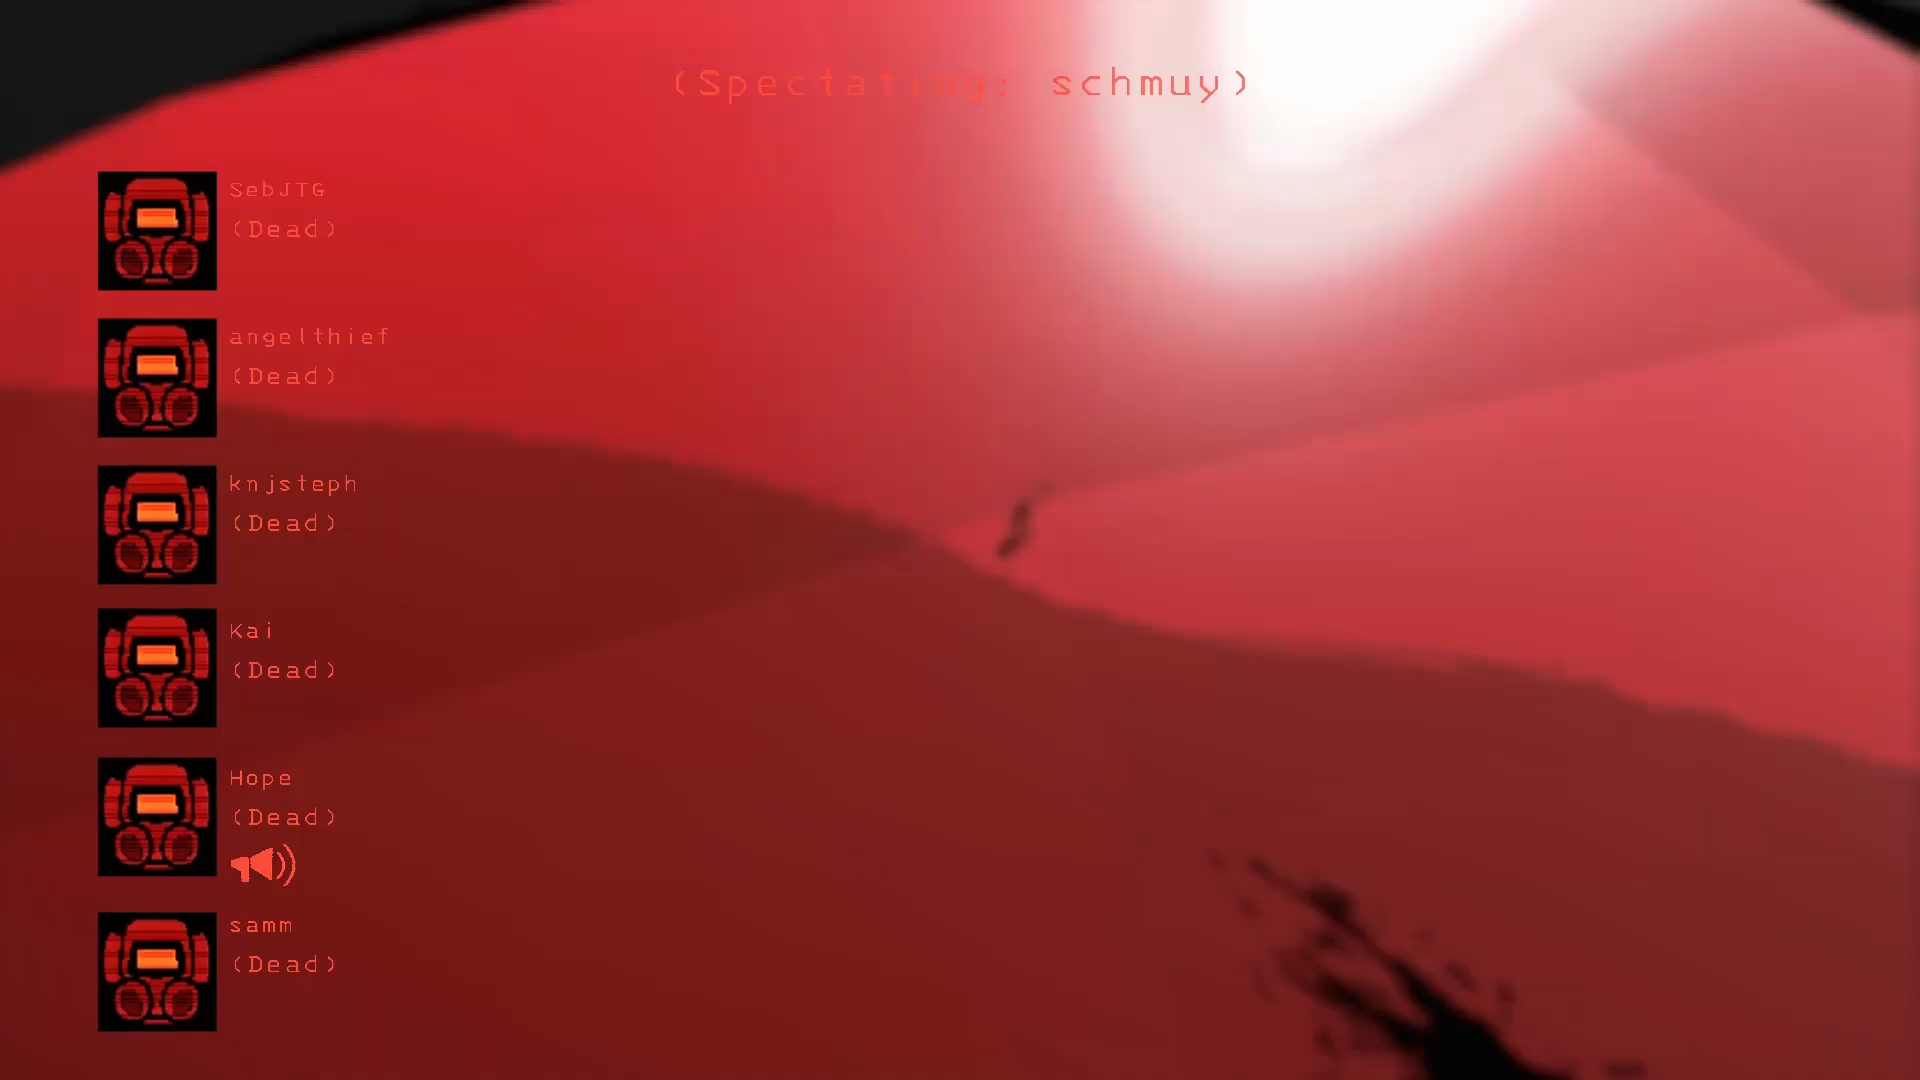 (Spectating: schmuy)
SebJTG
(Dead)
angelthief
(Dead)
knjsteph
(Dead)
Kai
(Dead)
Hope
(Dead)
samm
(Dead)